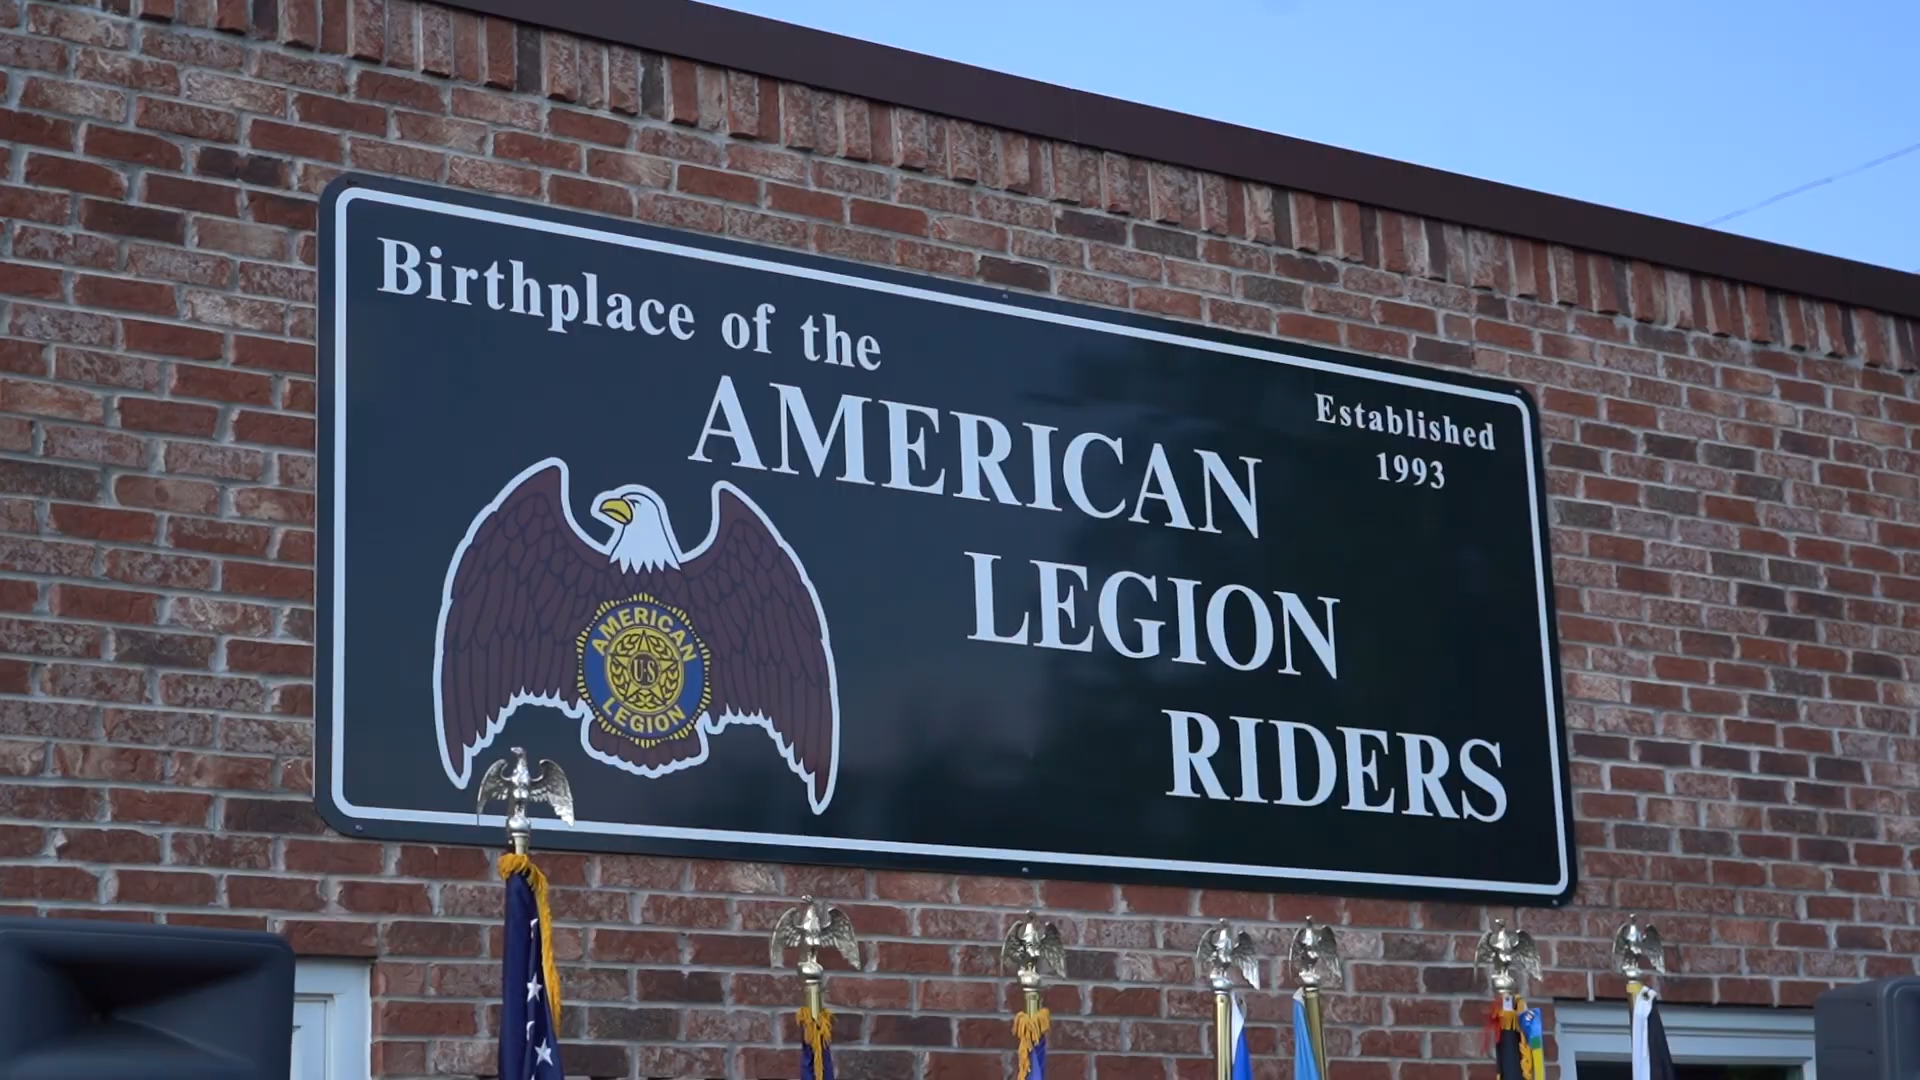 Birthplace of the
AMERICAN
LEGION
RIDERS
Established
1993
AMERICAN
U·S
LEGION